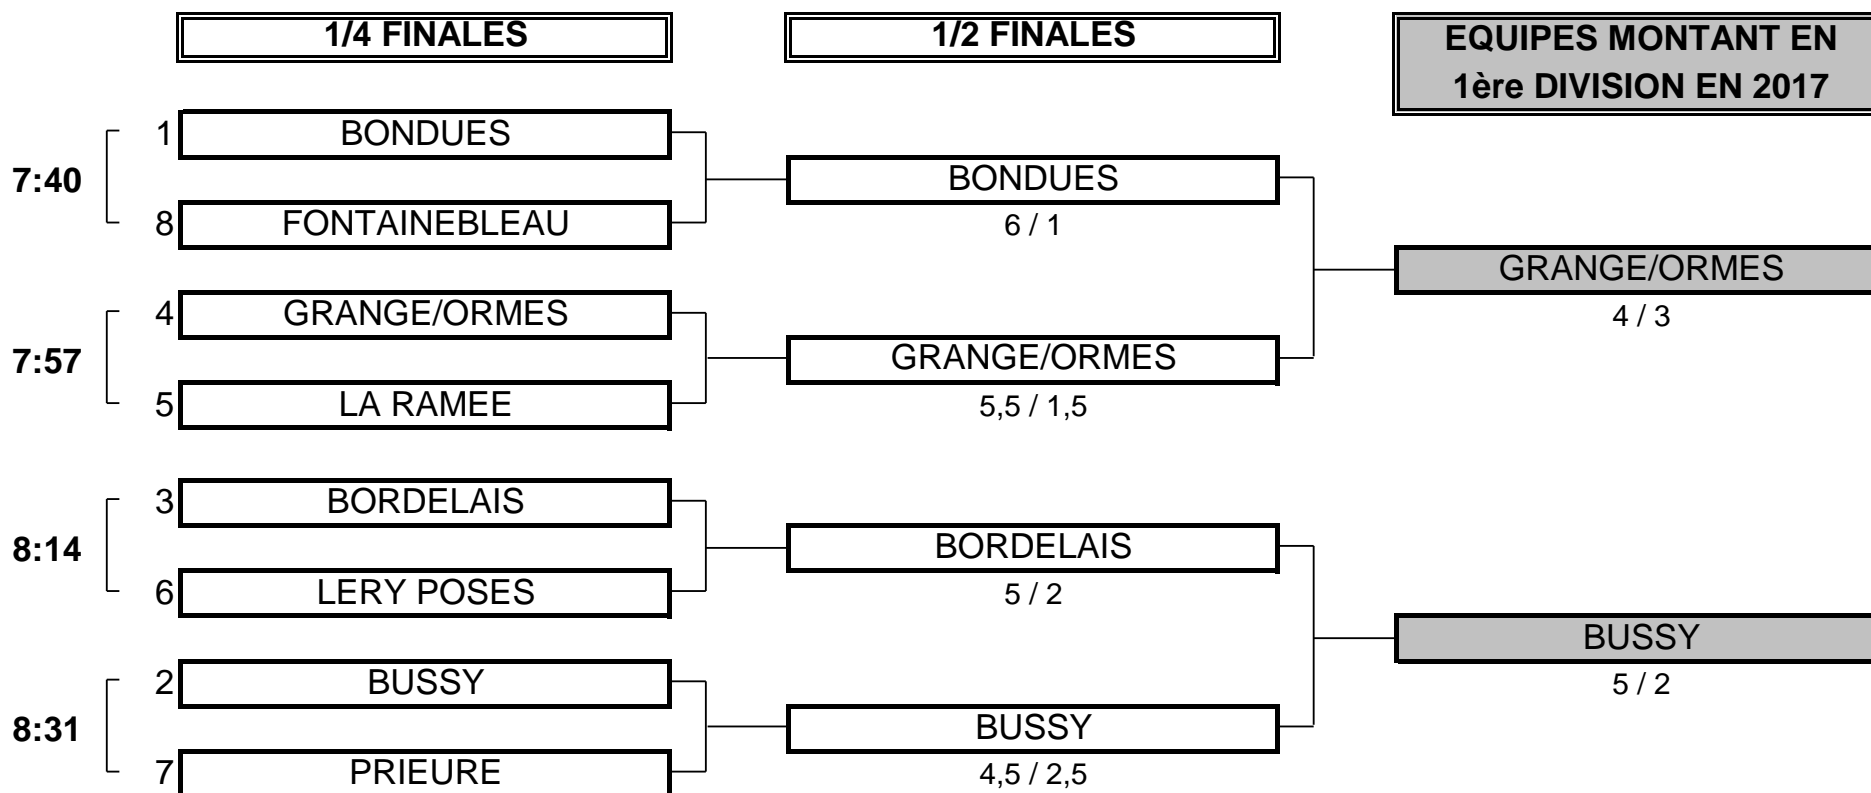 1/4 FINALES
1/2 FINALES
EQUIPES MONTANT EN
1ère DIVISION EN 2017
7:40
1 BONDUES
8 FONTAINEBLEAU
BONDUES
6 / 1
7:57
4 GRANGE/ORMES
5 LA RAMEE
GRANGE/ORMES
5,5 / 1,5
GRANGE/ORMES
4 / 3
8:14
3 BORDELAIS
6 LERY POSES
BORDELAIS
5 / 2
8:31
2 BUSSY
7 PRIEURE
BUSSY
4,5 / 2,5
BUSSY
5 / 2